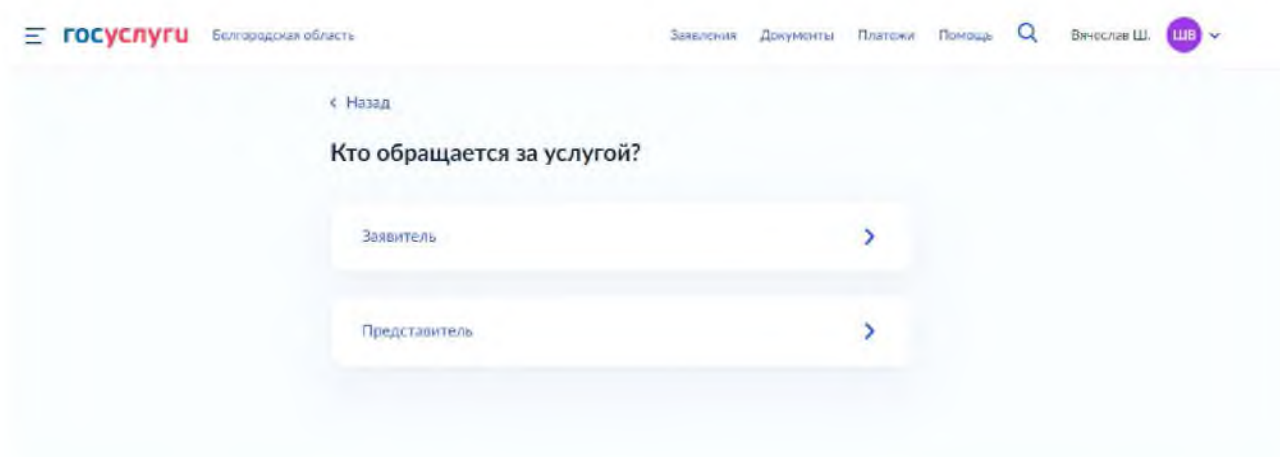 госуслуги Белгородская область Заявления Документы Платежи Помощь Вячеслав Ш. ШВ
Назад
Кто обращается за услугой?
Заявитель
Представитель